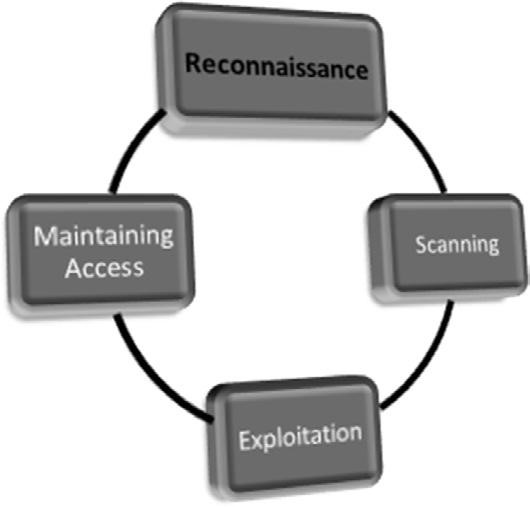 Reconnaissance
Scanning
Exploitation
Maintaining
Access